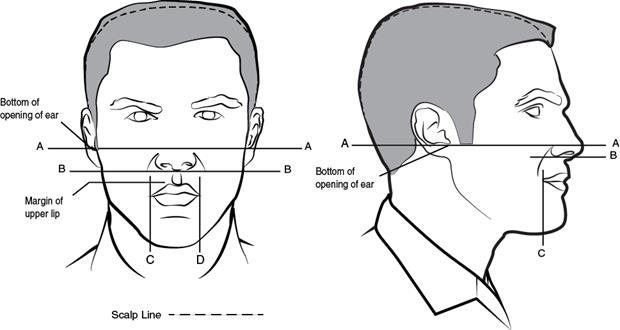 Bottom of
opening of ear
A A
B B
Margin of
upper lip
C D
A A
B
Bottom of
opening of ear
C
Scalp Line